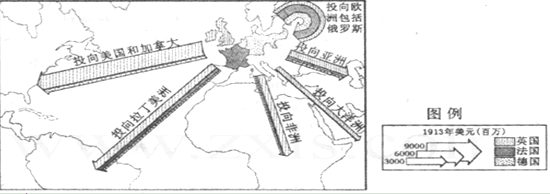 投向欧
洲包括
俄罗斯
投向美国和加拿大
投向亚洲
投向拉丁美洲
投向非洲
投向大洋洲
图例
1913年美元(百万)
9000
6000
3000
英国
法国
德国